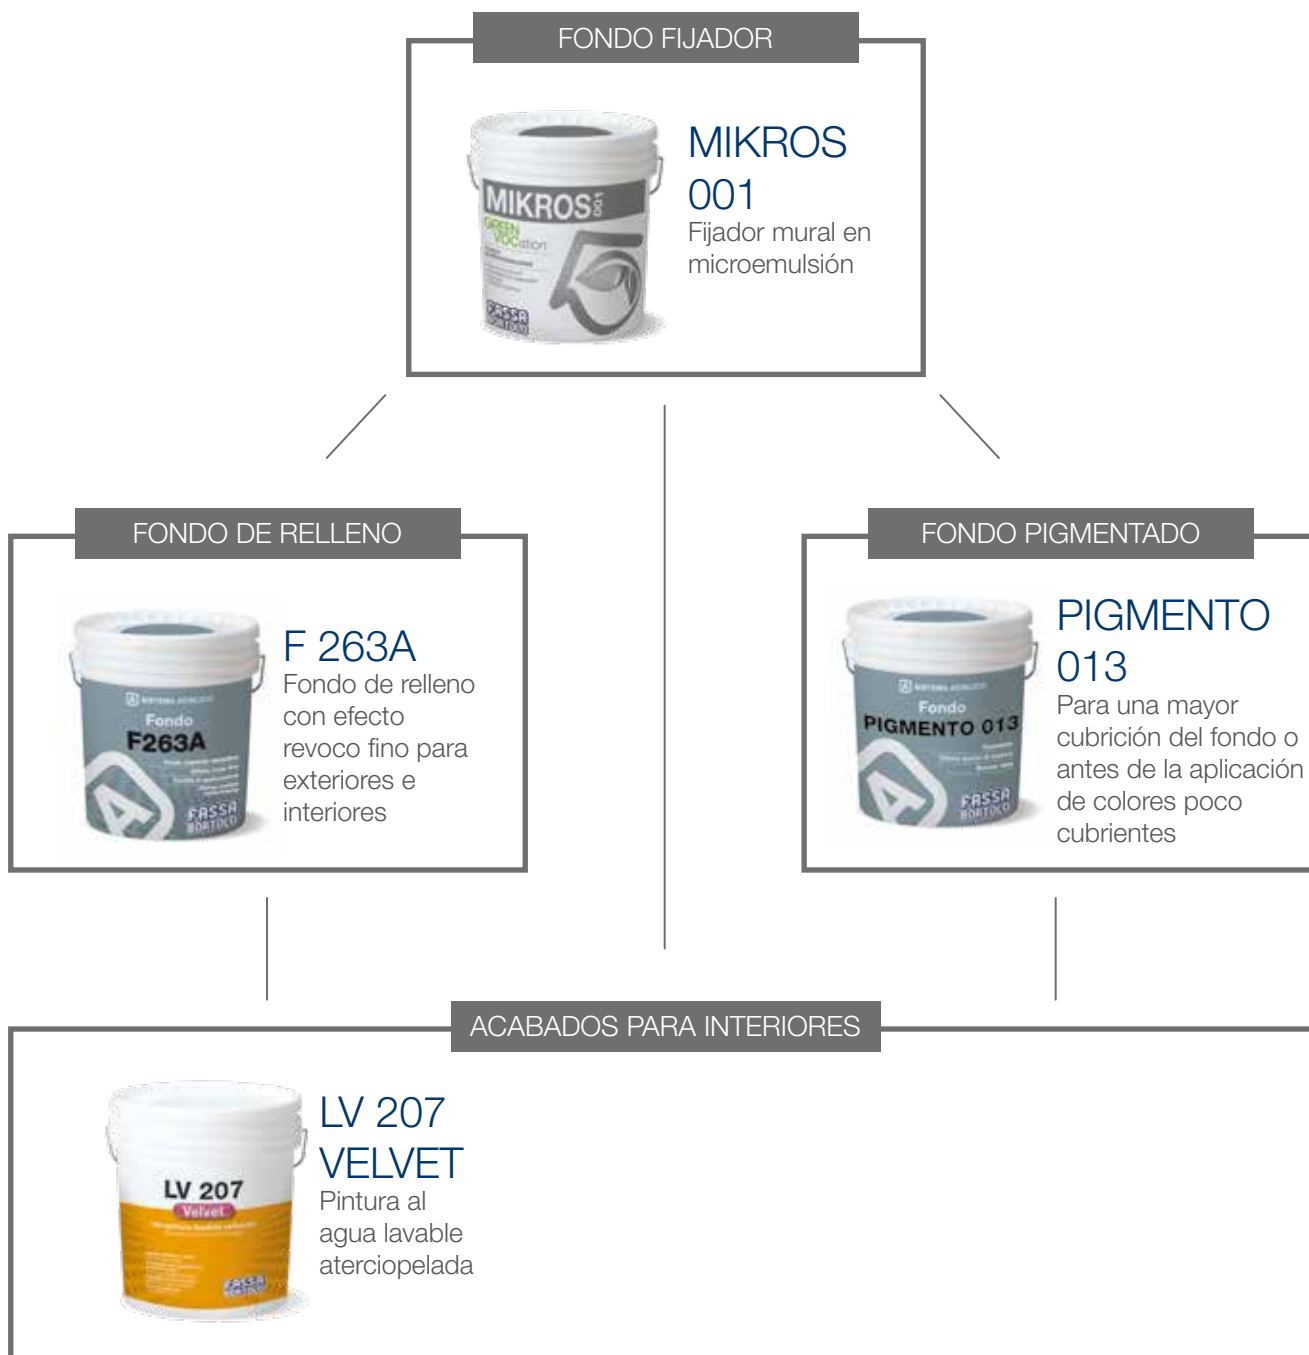 FONDO FIJADOR
MIKROS 001
GREEN
VOCation
FASSA
BORTOLO
MIKROS
001
Fijador mural en
microemulsión
FONDO DE RELLENO
Fondo
F263A
FASSA
BORTOLO
F 263A
Fondo de relleno
con efecto
revoco fino para
exteriores e
interiores
FONDO PIGMENTADO
Fondo
PIGMENTO 013
FASSA
BORTOLO
PIGMENTO
013
Para una mayor
cubrición del fondo o
antes de la aplicación
de colores poco
cubrientes
ACABADOS PARA INTERIORES
LV 207
Velvet
FASSA
BORTOLO
LV 207
VELVET
Pintura al
agua lavable
aterciopelada